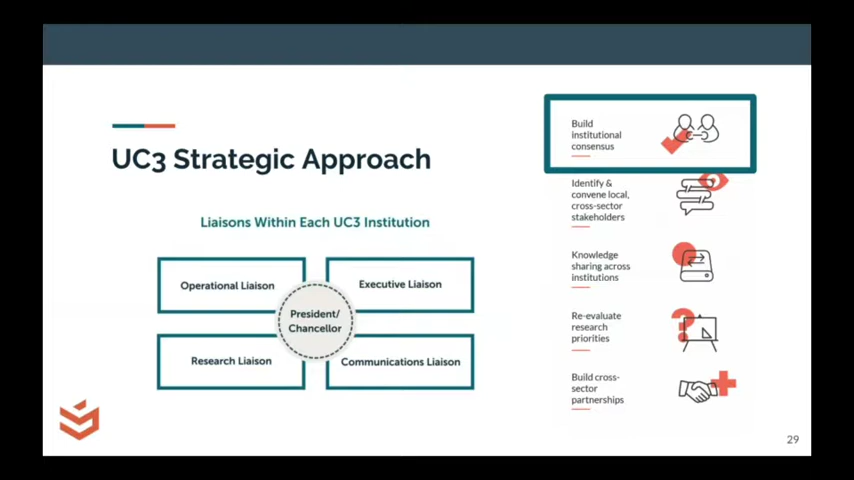 UC3 Strategic Approach
Liaisons Within Each UC3 Institution
Operational Liaison
Executive Liaison
President/
Chancellor
Research Liaison
Communications Liaison
Build
institutional
consensus
Identify &
convene local,
cross-sector
stakeholders
Knowledge
sharing across
institutions
Re-evaluate
research
priorities
Build cross-
sector
partnerships
29